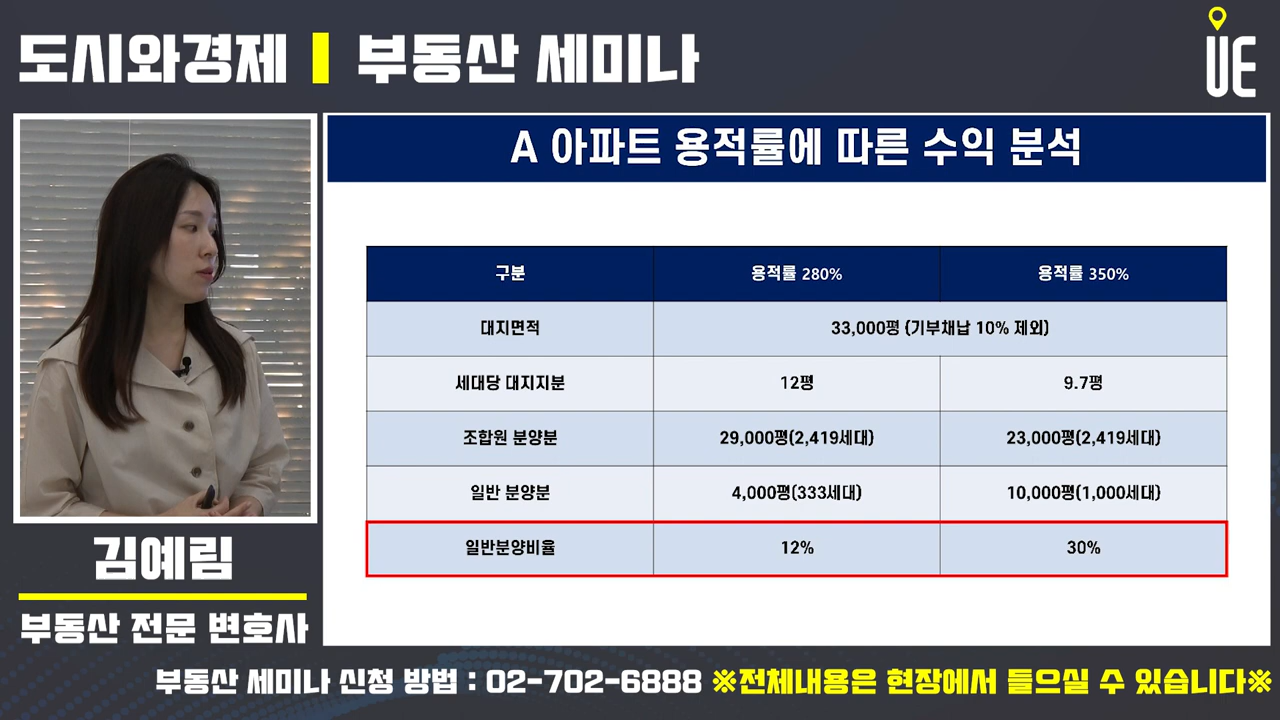 도시와경제 부동산 세미나
UE
A 아파트 용적률에 따른 수익 분석
구분 용적률 280% 용적률 350%
대지면적 33,000평 (기부채납 10% 제외)
세대당 대지지분 12평 9.7평
조합원 분양분 29,000평(2,419세대) 23,000평(2,419세대)
일반 분양분 4,000평(333세대) 10,000평(1,000세대)
일반분양비율 12% 30%
김예림
부동산 전문 변호사
부동산 세미나 신청 방법 : 02-702-6888 ※전체내용은 현장에서 들으실 수 있습니다※